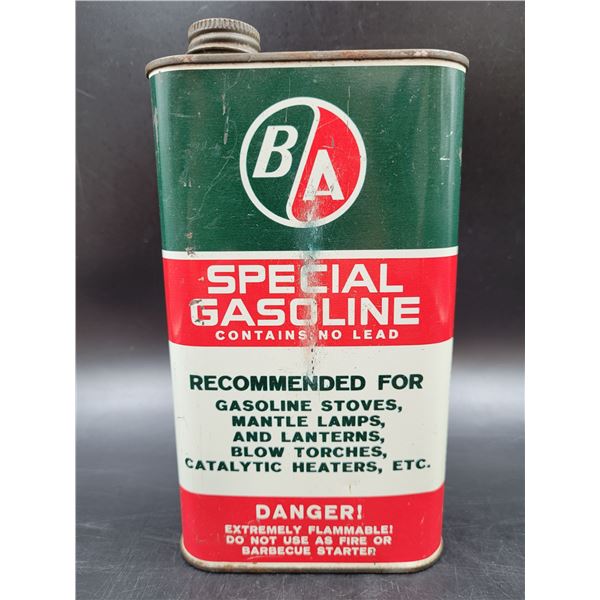 B/A
SPECIAL
GASOLINE
CONTAINS NO LEAD
RECOMMENDED FOR
GASOLINE STOVES,
MANTLE LAMPS,
AND LANTERNS,
BLOW TORCHES,
CATALYTIC HEATERS, ETC.
DANGER!
EXTREMELY FLAMMABLE!
DO NOT USE AS FIRE OR
BARBECUE STARTER